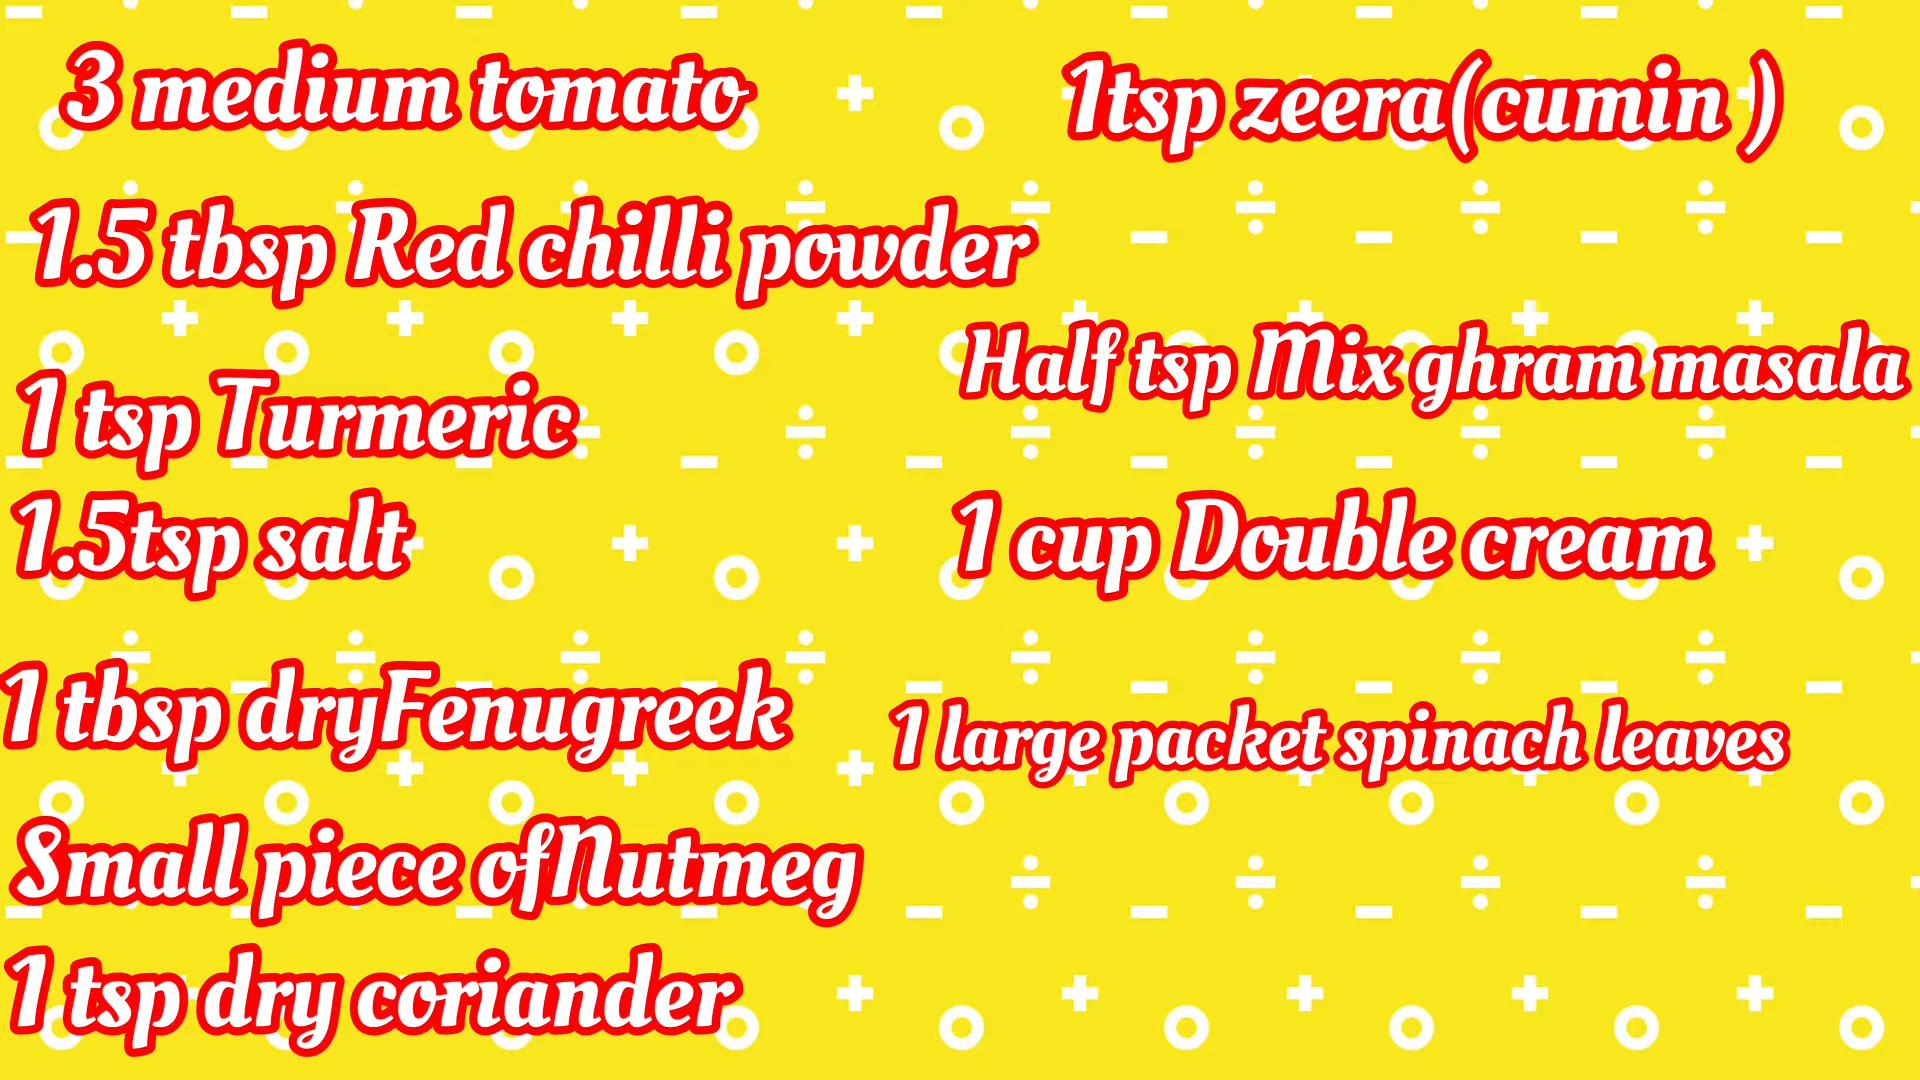 3 medium tomato
1.5 tbsp Red chilli powder
1 tsp Turmeric
1.5tsp salt
1 tbsp dryFenugreek
Small piece ofNutmeg
1 tsp dry coriander
1tsp zeera(cumin )
Half tsp Mix ghram masala
1 cup Double cream
1 large packet spinach leaves